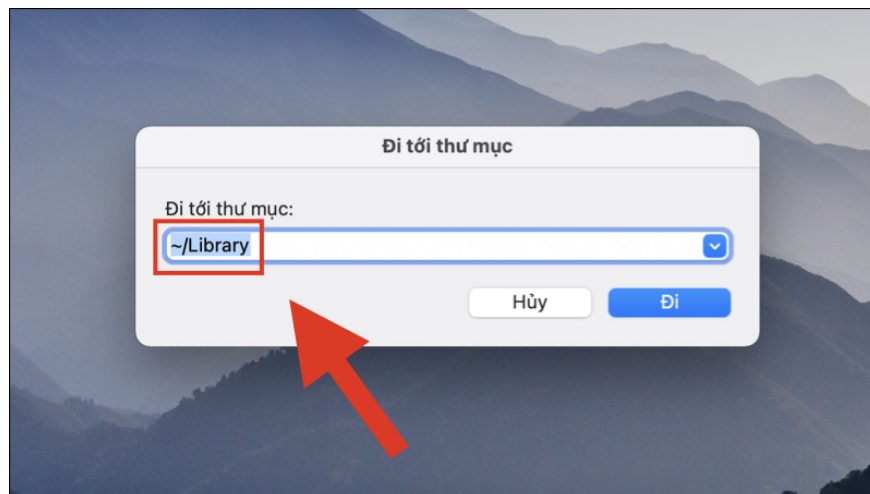 Đi tới thư mục
Đi tới thư mục:
~/Library
Hủy Đi